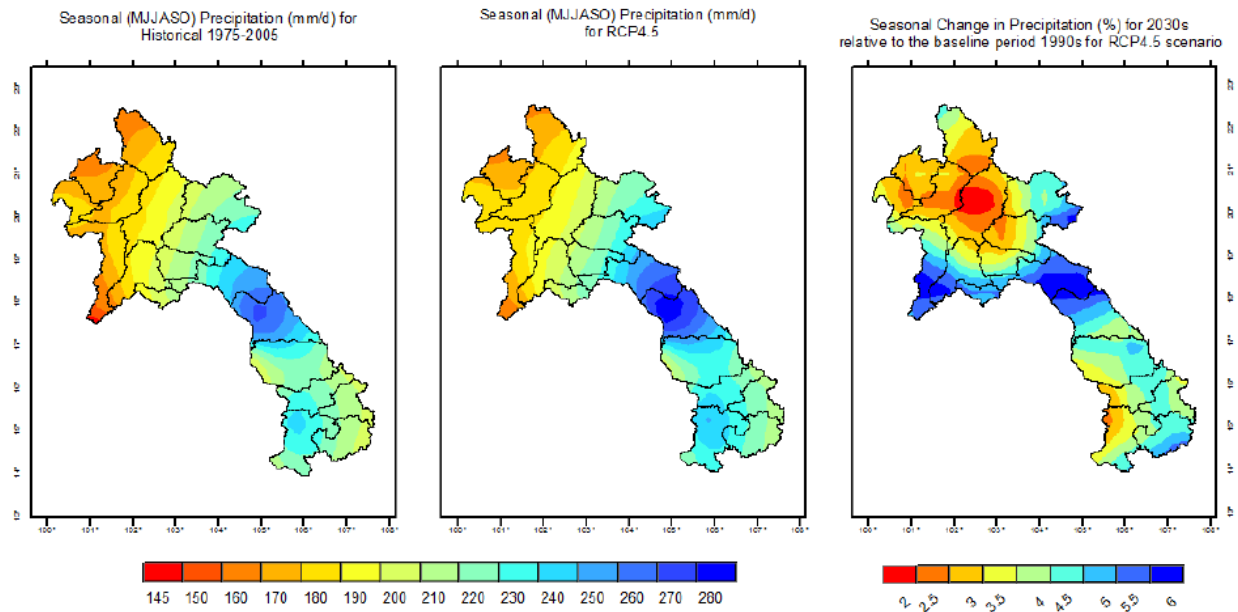 Seasonal (MJJASO) Precipitation (mm/d) for
Historical 1975-2005
Seasonal (MJJASO) Precipitation (mm/d)
for RCP4.5
Seasonal Change in Precipitation (%) for 2030s
relative to the baseline period 1990s for RCP4.5 scenario
100° 101° 102° 103° 104° 105° 106° 107° 108°
100° 101° 102° 103° 104° 105° 106° 107° 108°
100° 101° 102° 103° 104° 105° 106° 107° 108°
145 150 160 170 180 190 200 210 220 230 240 250 260 270 280
2 2.5 3 3.5 4 4.5 5 5.5 6